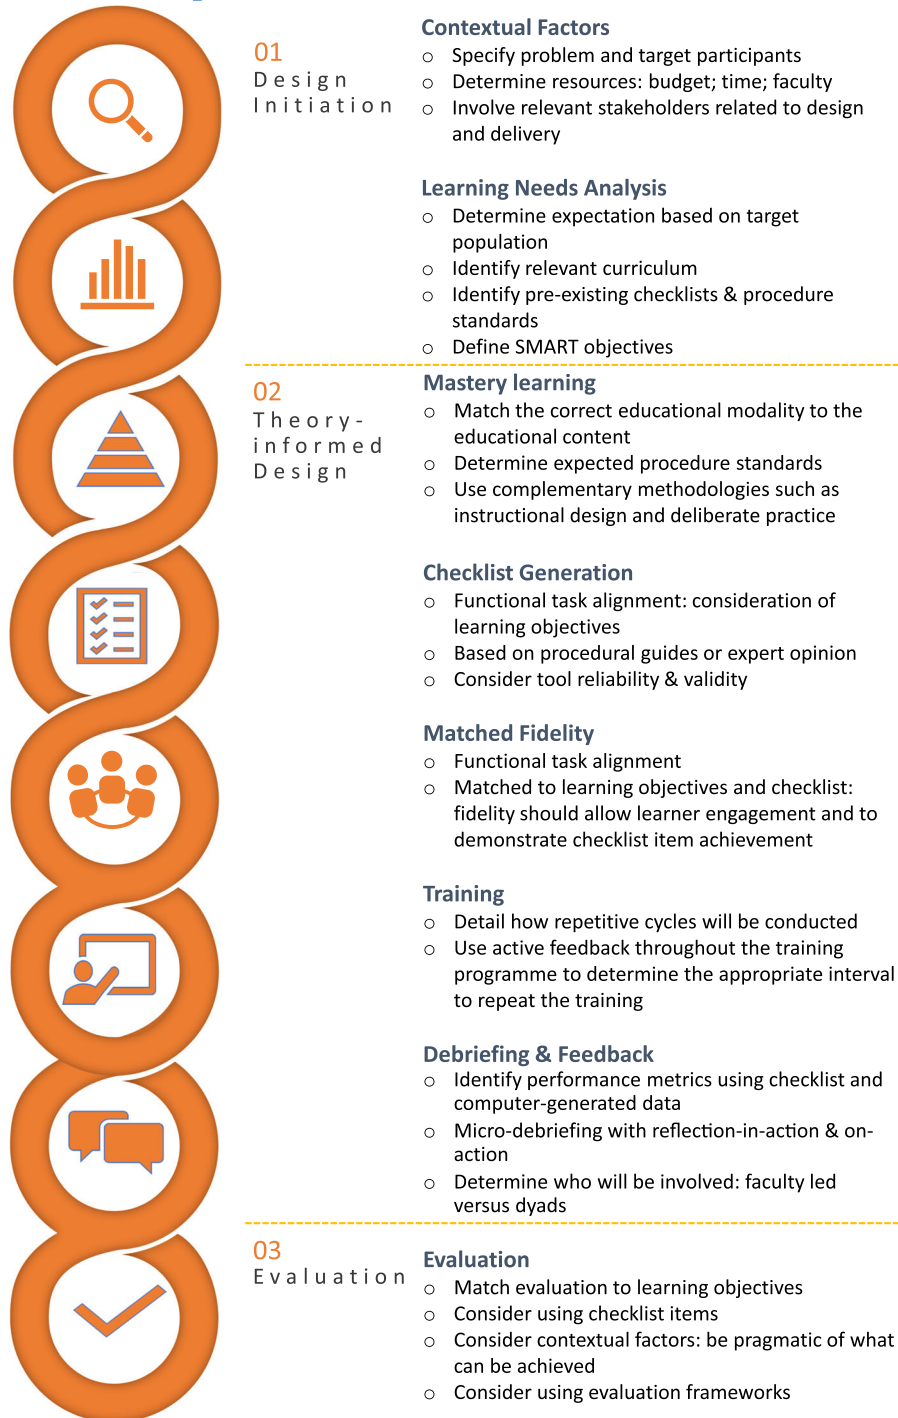 01
Design
Initiation
Contextual Factors
o Specify problem and target participants
o Determine resources: budget; time; faculty
o Involve relevant stakeholders related to design
and delivery
Learning Needs Analysis
o Determine expectation based on target
population
o Identify relevant curriculum
o Identify pre-existing checklists & procedure
standards
o Define SMART objectives
02
Theory-
informed
Design
Mastery learning
o Match the correct educational modality to the
educational content
o Determine expected procedure standards
o Use complementary methodologies such as
instructional design and deliberate practice
Checklist Generation
o Functional task alignment: consideration of
learning objectives
o Based on procedural guides or expert opinion
o Consider tool reliability & validity
Matched Fidelity
o Functional task alignment
o Matched to learning objectives and checklist:
fidelity should allow learner engagement and to
demonstrate checklist item achievement
Training
o Detail how repetitive cycles will be conducted
o Use active feedback throughout the training
programme to determine the appropriate interval
to repeat the training
Debriefing & Feedback
o Identify performance metrics using checklist and
computer-generated data
o Micro-debriefing with reflection-in-action & on-
action
o Determine who will be involved: faculty led
versus dyads
03
Evaluation
Evaluation
o Match evaluation to learning objectives
o Consider using checklist items
o Consider contextual factors: be pragmatic of what
can be achieved
o Consider using evaluation frameworks